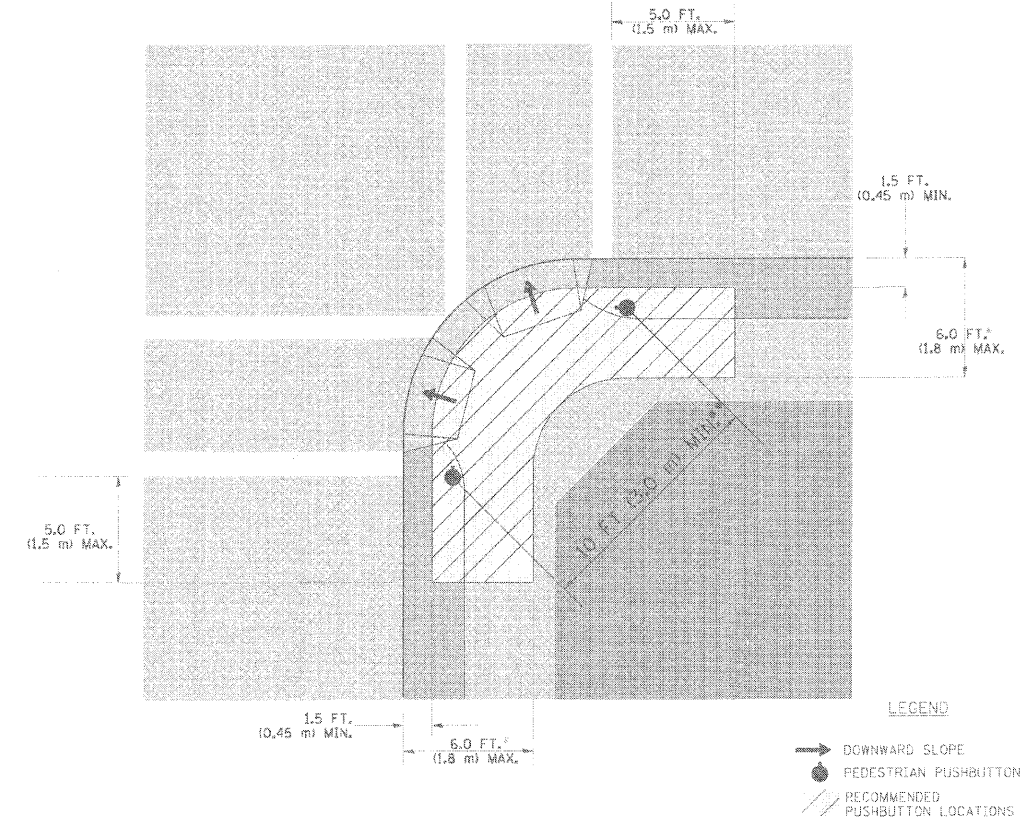 5.0 FT.
(1.5 m) MAX.
1.5 FT.
(0.45 m) MIN.
6.0 FT.*
(1.8 m) MAX.
10 FT. (3.0 m) MIN.**
5.0 FT.
(1.5 m) MAX.
1.5 FT.
(0.45 m) MIN.
6.0 FT.*
(1.8 m) MAX.
LEGEND
DOWNWARD SLOPE
PEDESTRIAN PUSHBUTTON
RECOMMENDED
PUSHBUTTON LOCATIONS